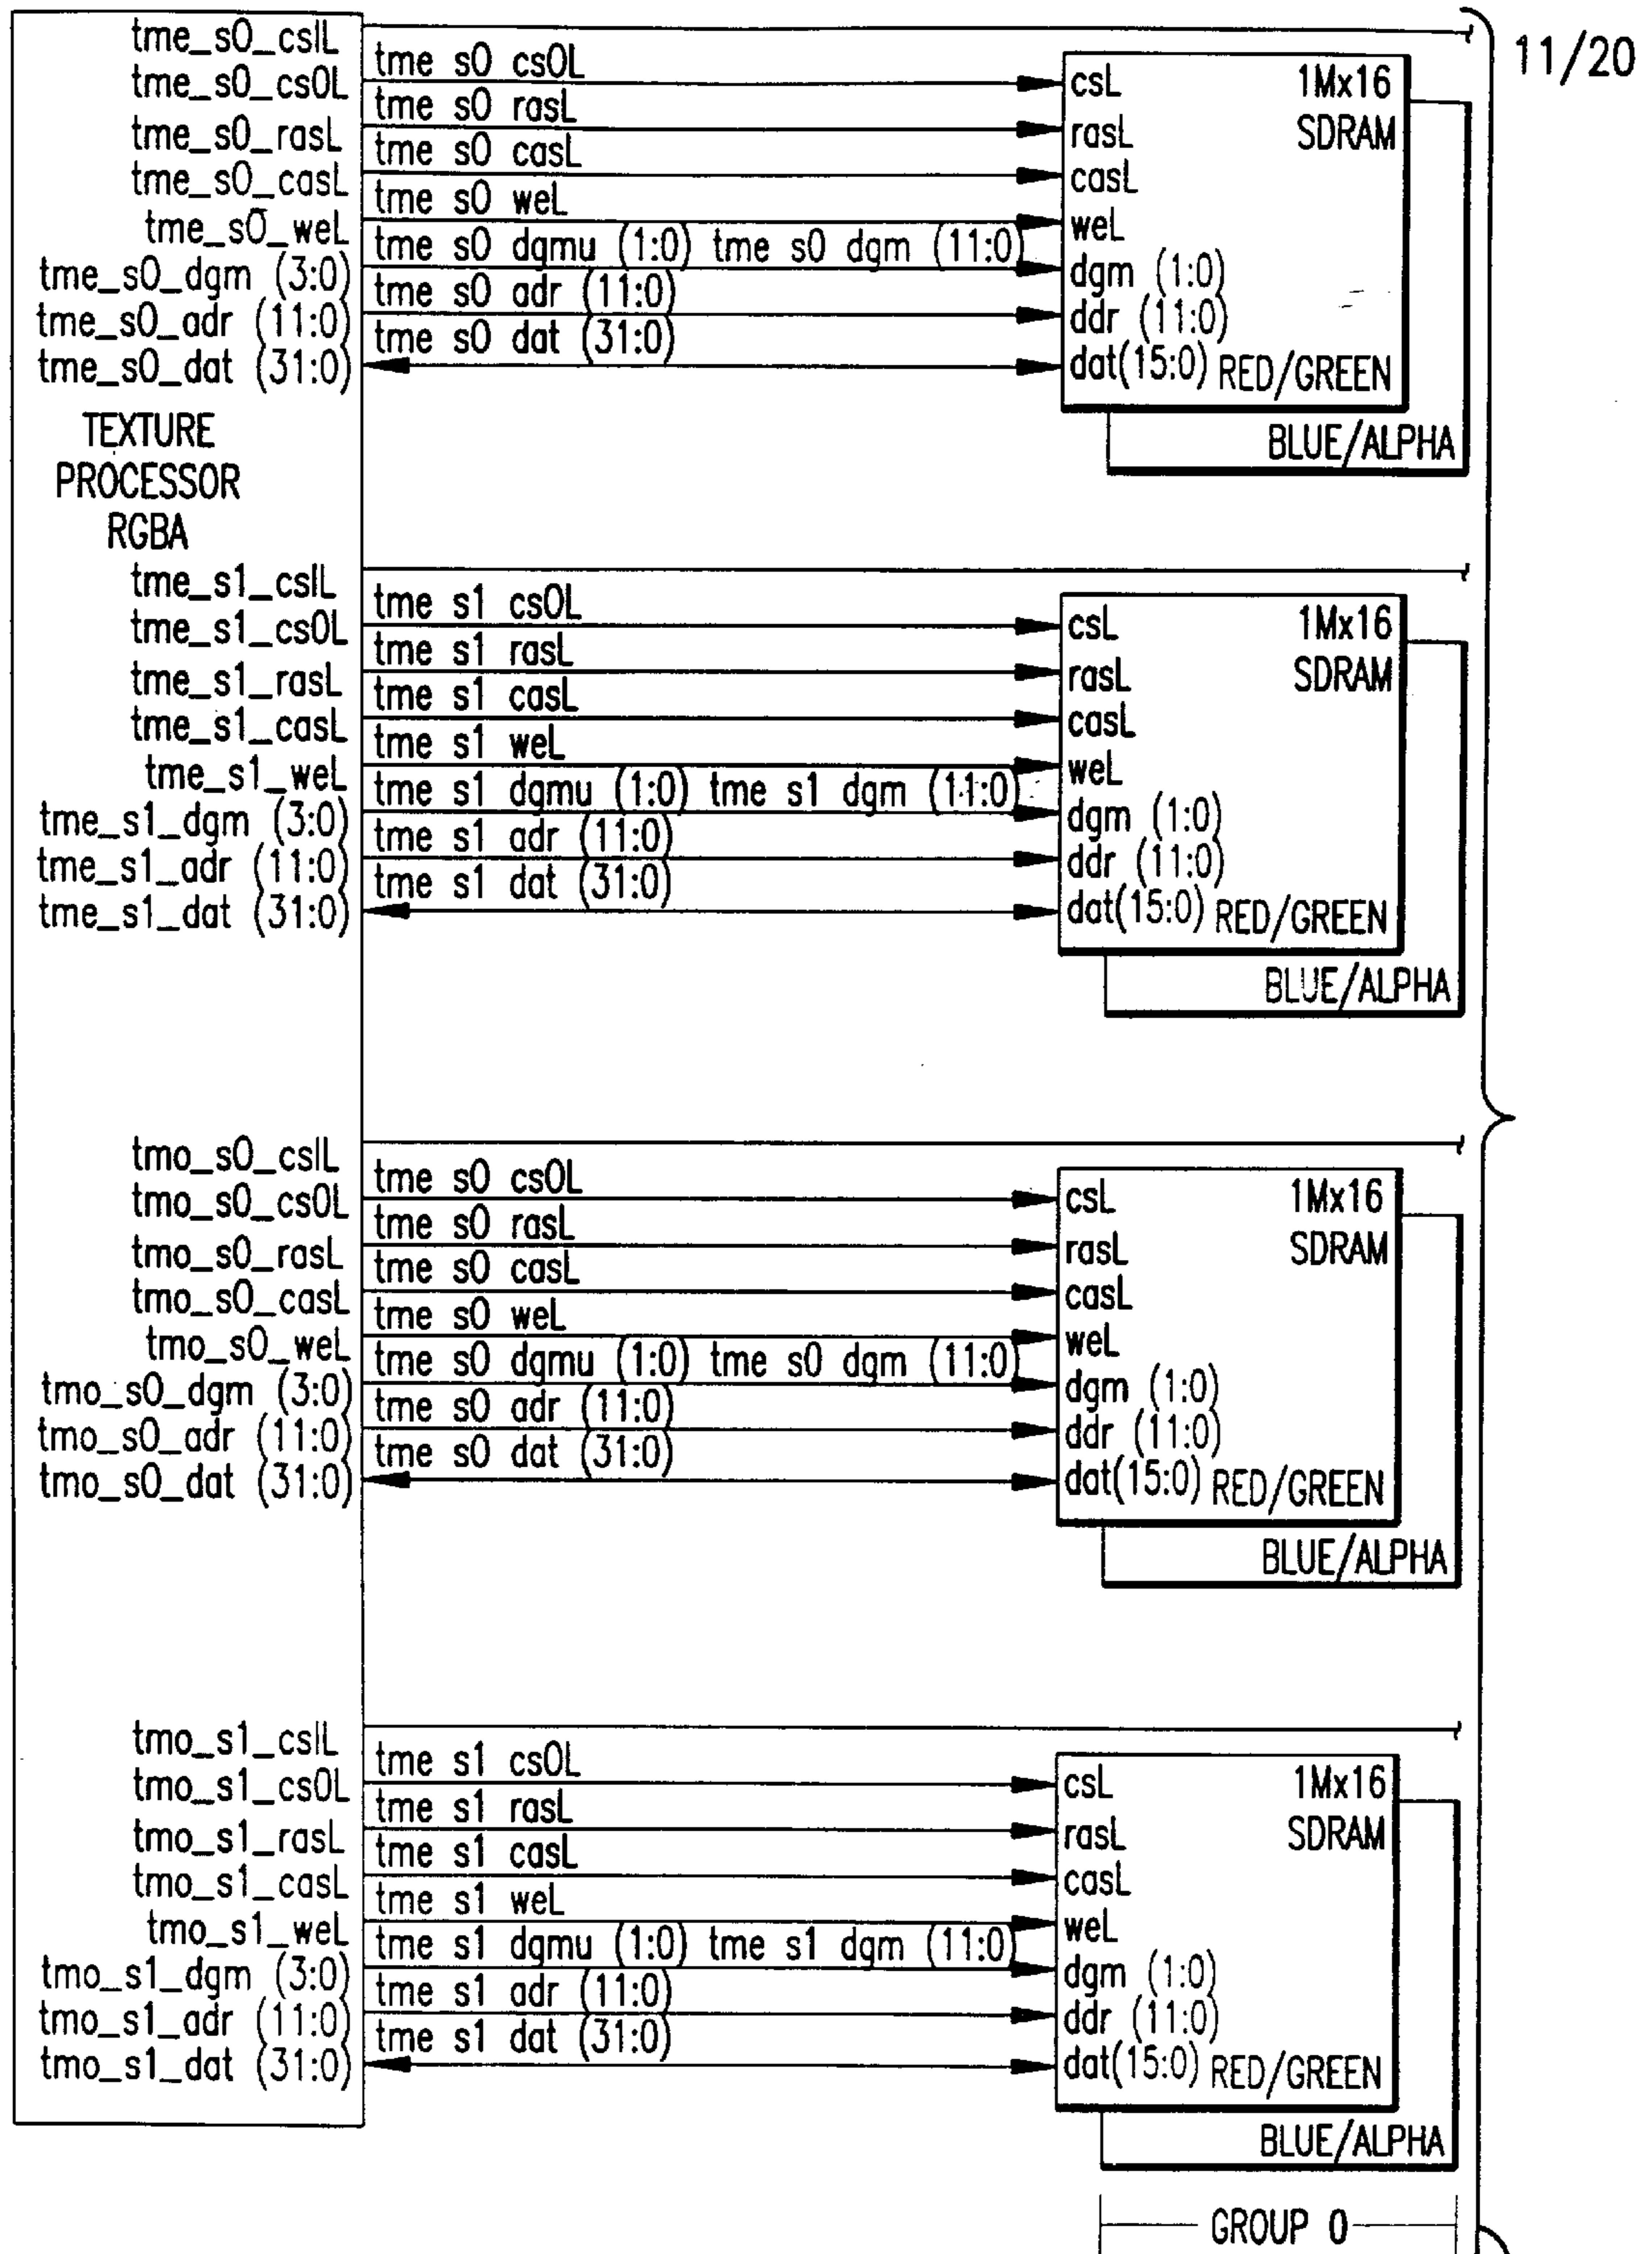 11/20
tme_s0_cs1L
tme_s0_cs0L
tme_s0_rasL
tme_s0_casL
tme_s0_weL
tme_s0_dqm (3:0)
tme_s0_adr (11:0)
tme_s0_dat (31:0)
tme s0 cs0L
tme s0 rasL
tme s0 casL
tme s0 weL
tme s0 dqmu (1:0) tme s0 dqm (11:0)
tme s0 adr (11:0)
tme s0 dat (31:0)
csL
rasL
casL
weL
dqm (1:0)
ddr (11:0)
dat(15:0)
1Mx16
SDRAM
RED/GREEN
BLUE/ALPHA
TEXTURE
PROCESSOR
RGBA
tme_s1_cs1L
tme_s1_cs0L
tme_s1_rasL
tme_s1_casL
tme_s1_weL
tme_s1_dqm (3:0)
tme_s1_adr (11:0)
tme_s1_dat (31:0)
tme s1 cs0L
tme s1 rasL
tme s1 casL
tme s1 weL
tme s1 dqmu (1:0) tme s1 dqm (11:0)
tme s1 adr (11:0)
tme s1 dat (31:0)
csL
rasL
casL
weL
dqm (1:0)
ddr (11:0)
dat(15:0)
1Mx16
SDRAM
RED/GREEN
BLUE/ALPHA
tmo_s0_cs1L
tmo_s0_cs0L
tmo_s0_rasL
tmo_s0_casL
tmo_s0_weL
tmo_s0_dqm (3:0)
tmo_s0_adr (11:0)
tmo_s0_dat (31:0)
tme s0 cs0L
tme s0 rasL
tme s0 casL
tme s0 weL
tme s0 dqmu (1:0) tme s0 dqm (11:0)
tme s0 adr (11:0)
tme s0 dat (31:0)
csL
rasL
casL
weL
dqm (1:0)
ddr (11:0)
dat(15:0)
1Mx16
SDRAM
RED/GREEN
BLUE/ALPHA
tmo_s1_cs1L
tmo_s1_cs0L
tmo_s1_rasL
tmo_s1_casL
tmo_s1_weL
tmo_s1_dqm (3:0)
tmo_s1_adr (11:0)
tmo_s1_dat (31:0)
tme s1 cs0L
tme s1 rasL
tme s1 casL
tme s1 weL
tme s1 dqmu (1:0) tme s1 dqm (11:0)
tme s1 adr (11:0)
tme s1 dat (31:0)
csL
rasL
casL
weL
dqm (1:0)
ddr (11:0)
dat(15:0)
1Mx16
SDRAM
RED/GREEN
BLUE/ALPHA
GROUP 0